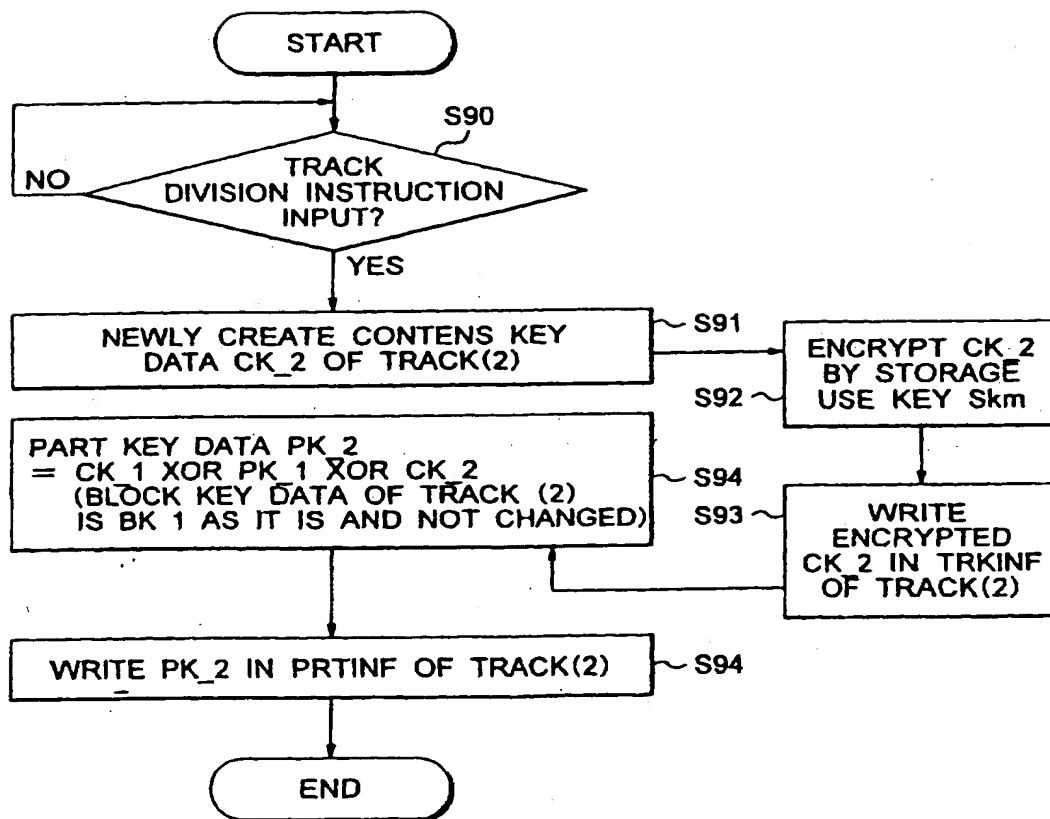 START
S90
NO
TRACK
DIVISION INSTRUCTION
INPUT?
YES
NEWLY CREATE CONTENS KEY
DATA CK_2 OF TRACK(2)
S91
ENCRYPT CK_2
BY STORAGE
USE KEY Skm
S92
WRITE
ENCRYPTED
CK_2 IN TRKINF
OF TRACK(2)
S93
PART KEY DATA PK_2
= CK_1 XOR PK_1 XOR CK_2
(BLOCK KEY DATA OF TRACK (2)
IS BK 1 AS IT IS AND NOT CHANGED)
S94
WRITE PK_2 IN PRTINF OF TRACK(2)
S94
END